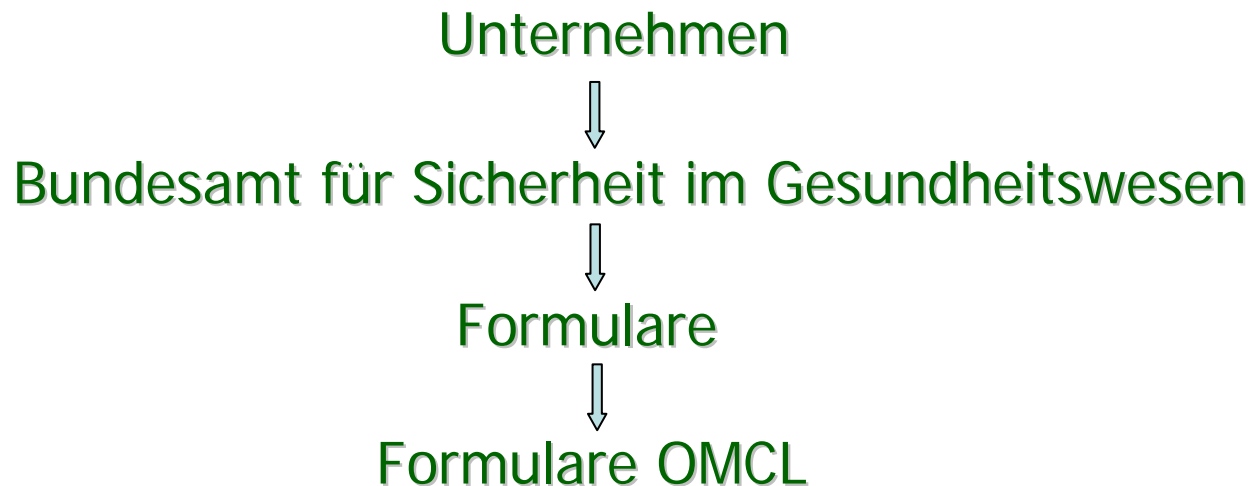 Unternehmen
Bundesamt für Sicherheit im Gesundheitswesen
Formulare
Formulare OMCL